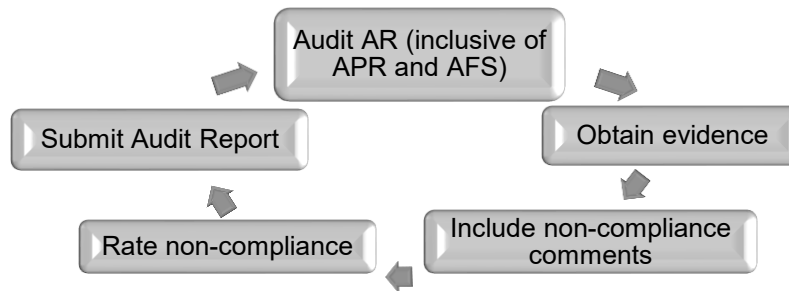 Audit AR (inclusive of
APR and AFS)
Obtain evidence
Include non-compliance
comments
Rate non-compliance
Submit Audit Report